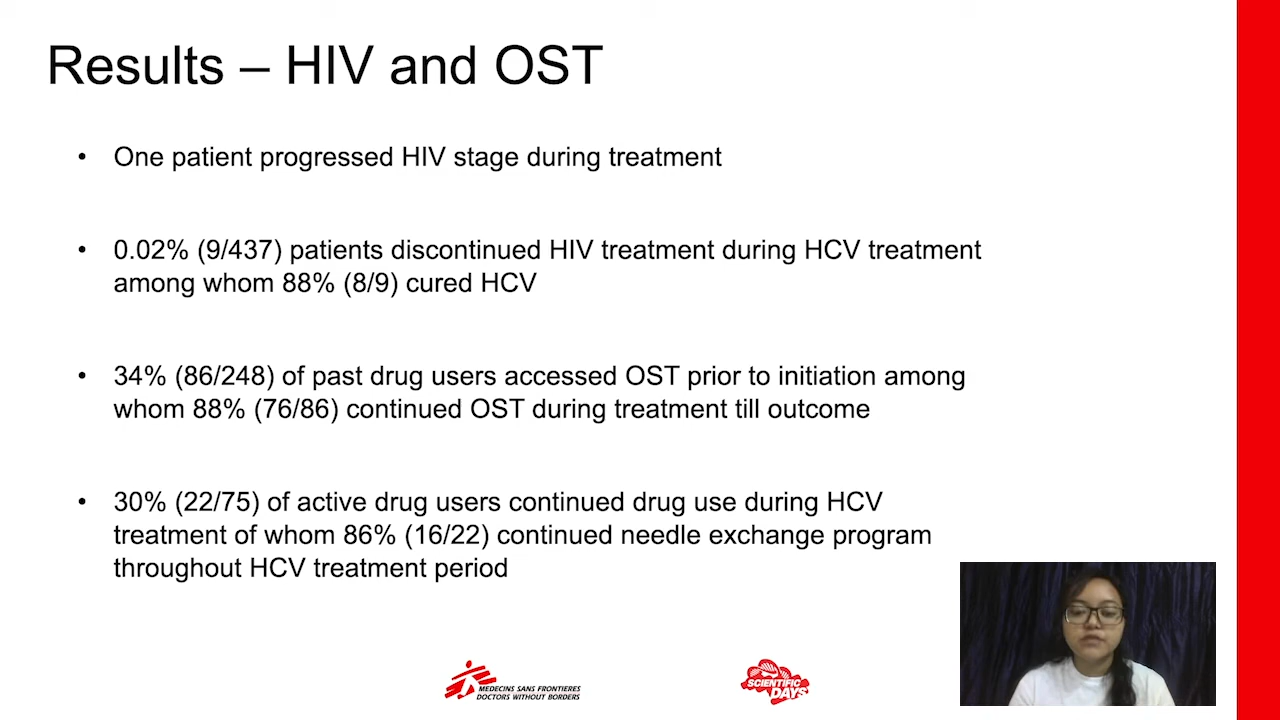 Results – HIV and OST
• One patient progressed HIV stage during treatment
• 0.02% (9/437) patients discontinued HIV treatment during HCV treatment
among whom 88% (8/9) cured HCV
• 34% (86/248) of past drug users accessed OST prior to initiation among
whom 88% (76/86) continued OST during treatment till outcome
• 30% (22/75) of active drug users continued drug use during HCV
treatment of whom 86% (16/22) continued needle exchange program
throughout HCV treatment period
MEDECINS SANS FRONTIERES
DOCTORS WITHOUT BORDERS
SCIENTIFIC
DAYS